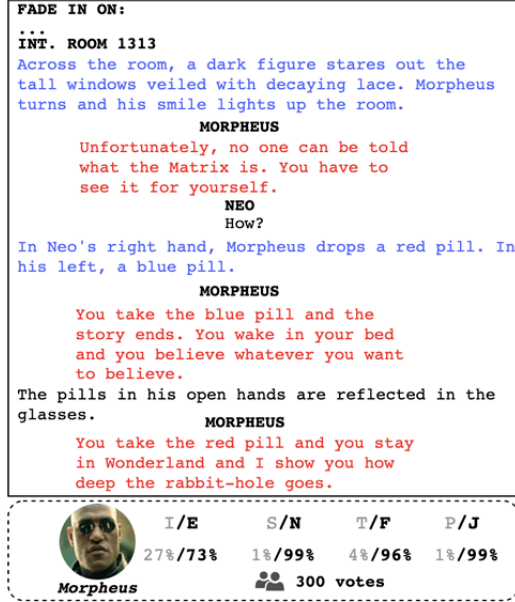 FADE IN ON:
...
INT. ROOM 1313
Across the room, a dark figure stares out the
tall windows veiled with decaying lace. Morpheus
turns and his smile lights up the room.
MORPHEUS
Unfortunately, no one can be told
what the Matrix is. You have to
see it for yourself.
NEO
How?
In Neo's right hand, Morpheus drops a red pill. In
his left, a blue pill.
MORPHEUS
You take the blue pill and the
story ends. You wake in your bed
and you believe whatever you want
to believe.
The pills in his open hands are reflected in the
glasses.
MORPHEUS
You take the red pill and you stay
in Wonderland and I show you how
deep the rabbit-hole goes.
I/E S/N T/F P/J
27%/73% 1%/99% 4%/96% 1%/99%
Morpheus 300 votes